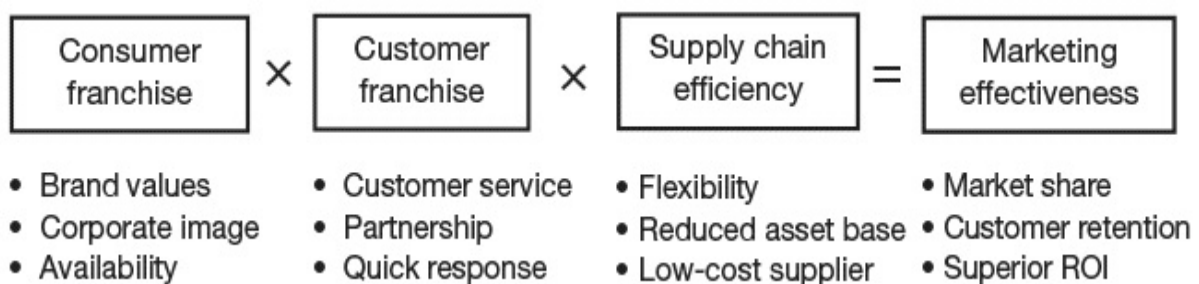 Consumer
franchise
×
Customer
franchise
×
Supply chain
efficiency
=
Marketing
effectiveness
• Brand values
• Corporate image
• Availability
• Customer service
• Partnership
• Quick response
• Flexibility
• Reduced asset base
• Low-cost supplier
• Market share
• Customer retention
• Superior ROI